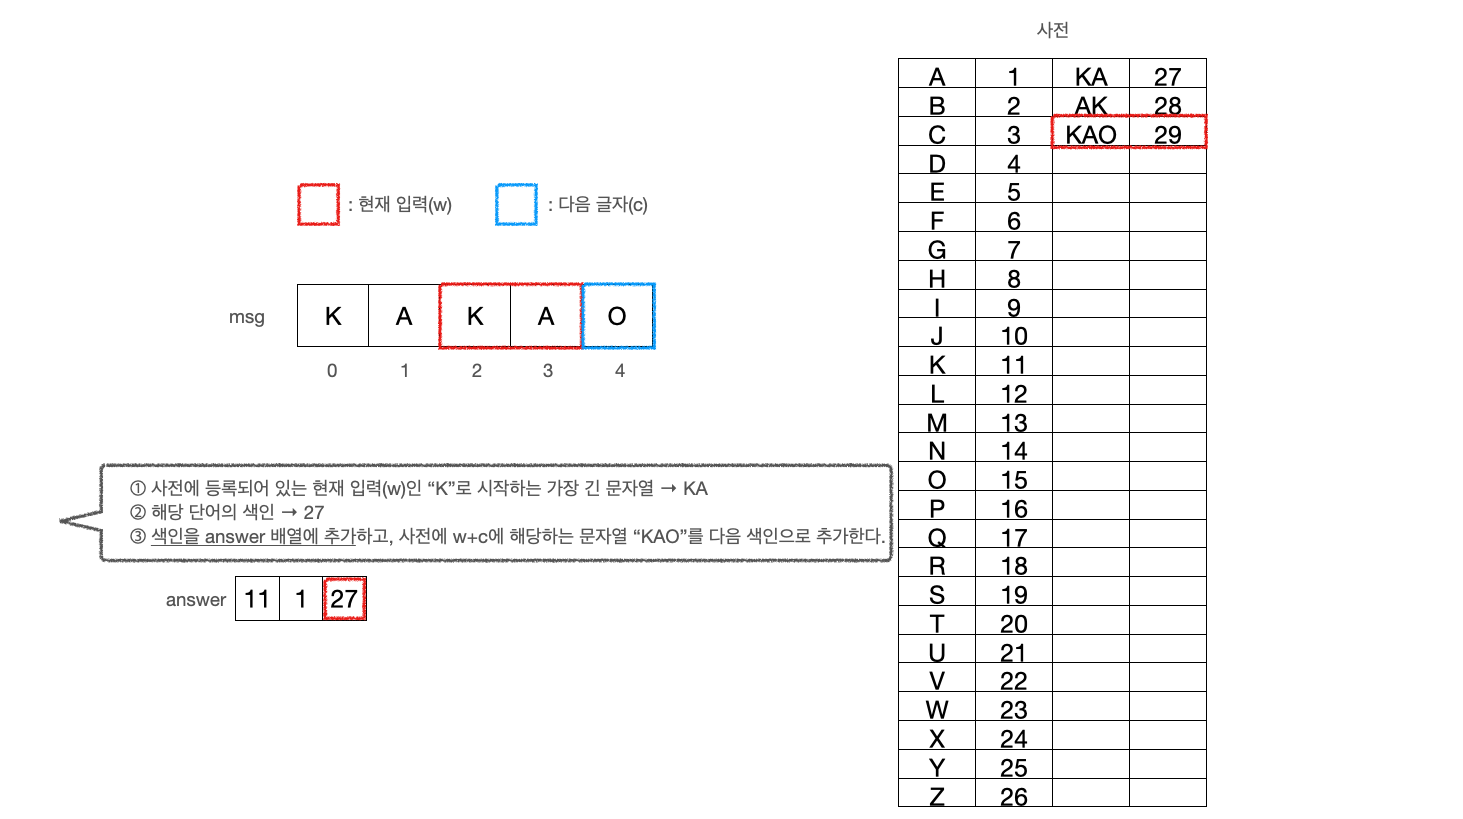 사전
: 현재 입력(w) : 다음 글자(c)
msg K A K A O
0 1 2 3 4
① 사전에 등록되어 있는 현재 입력(w)인 “K”로 시작하는 가장 긴 문자열 → KA
② 해당 단어의 색인 → 27
③ 색인을 answer 배열에 추가하고, 사전에 w+c에 해당하는 문자열 “KAO”를 다음 색인으로 추가한다.
answer 11 1 27
A 1 KA 27
B 2 AK 28
C 3 KAO 29
D 4
E 5
F 6
G 7
H 8
I 9
J 10
K 11
L 12
M 13
N 14
O 15
P 16
Q 17
R 18
S 19
T 20
U 21
V 22
W 23
X 24
Y 25
Z 26